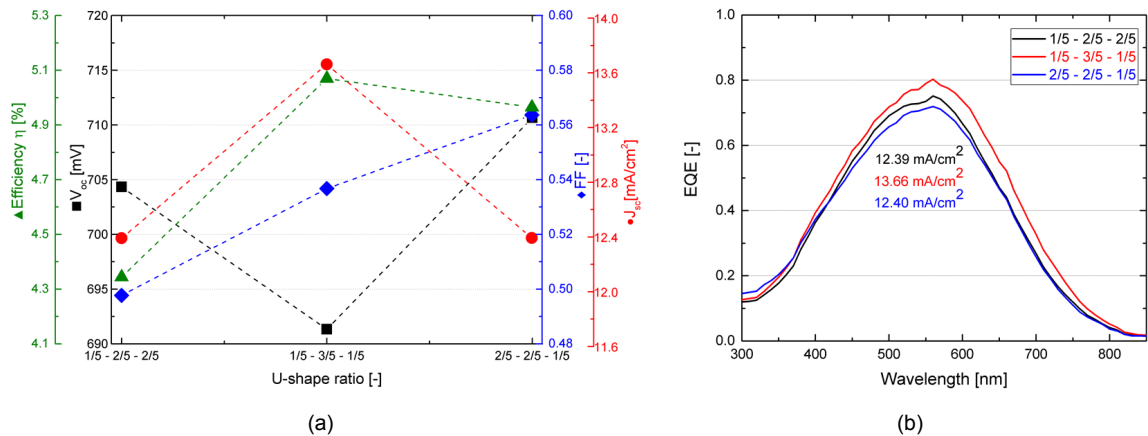 5.3
5.1
4.9
4.7
4.5
4.3
4.1
▲Efficiency η [%]
720
715
710
705
700
695
690
■V_oc [mV]
0.60
0.58
0.56
0.54
0.52
0.50
0.48
◆FF [-]
14.0
13.6
13.2
12.8
12.4
12.0
11.6
●J_sc[mA/cm²]
1/5 - 2/5 - 2/5
1/5 - 3/5 - 1/5
2/5 - 2/5 - 1/5
U-shape ratio [-]
(a)
1.0
0.8
0.6
0.4
0.2
0.0
EQE [-]
1/5 - 2/5 - 2/5
1/5 - 3/5 - 1/5
2/5 - 2/5 - 1/5
12.39 mA/cm²
13.66 mA/cm²
12.40 mA/cm²
300
400
500
600
700
800
Wavelength [nm]
(b)